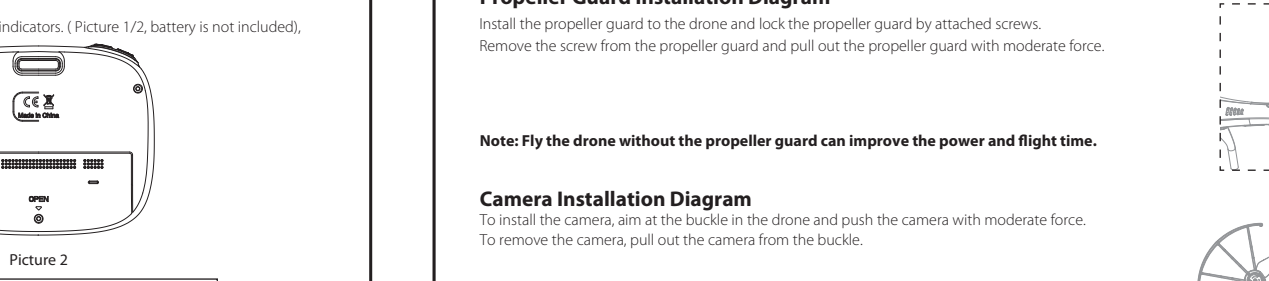 indicators. ( Picture 1/2, battery is not included),
CE
Made in China
OPEN
Picture 2
Propeller Guard Installation Diagram
Install the propeller guard to the drone and lock the propeller guard by attached screws.
Remove the screw from the propeller guard and pull out the propeller guard with moderate force.
Note: Fly the drone without the propeller guard can improve the power and flight time.
Camera Installation Diagram
To install the camera, aim at the buckle in the drone and push the camera with moderate force.
To remove the camera, pull out the camera from the buckle.